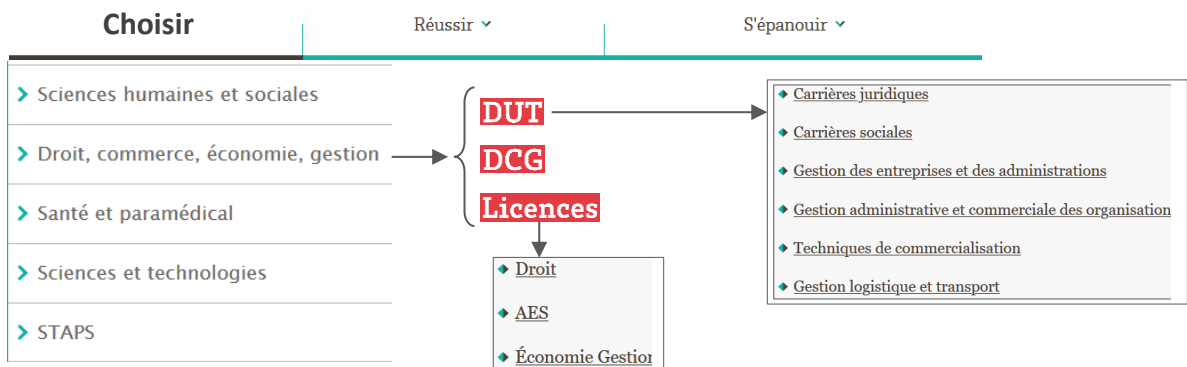 Choisir
Réussir
S'épanouir
Sciences humaines et sociales
Droit, commerce, économie, gestion
Santé et paramédical
Sciences et technologies
STAPS
DUT
DCG
Licences
Droit
AES
Économie Gestion
Carrières juridiques
Carrières sociales
Gestion des entreprises et des administrations
Gestion administrative et commerciale des organisation
Techniques de commercialisation
Gestion logistique et transport